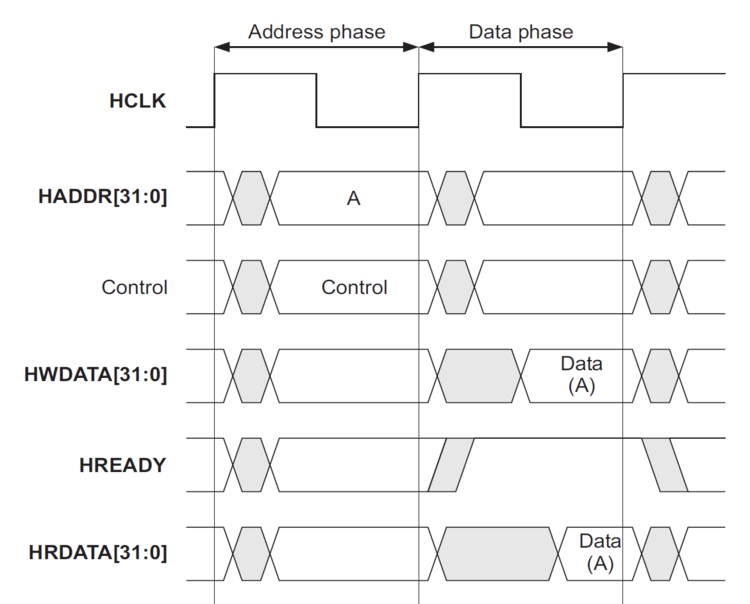 Address phase Data phase
HCLK
HADDR[31:0] A
Control Control
HWDATA[31:0] Data
(A)
HREADY
HRDATA[31:0] Data
(A)